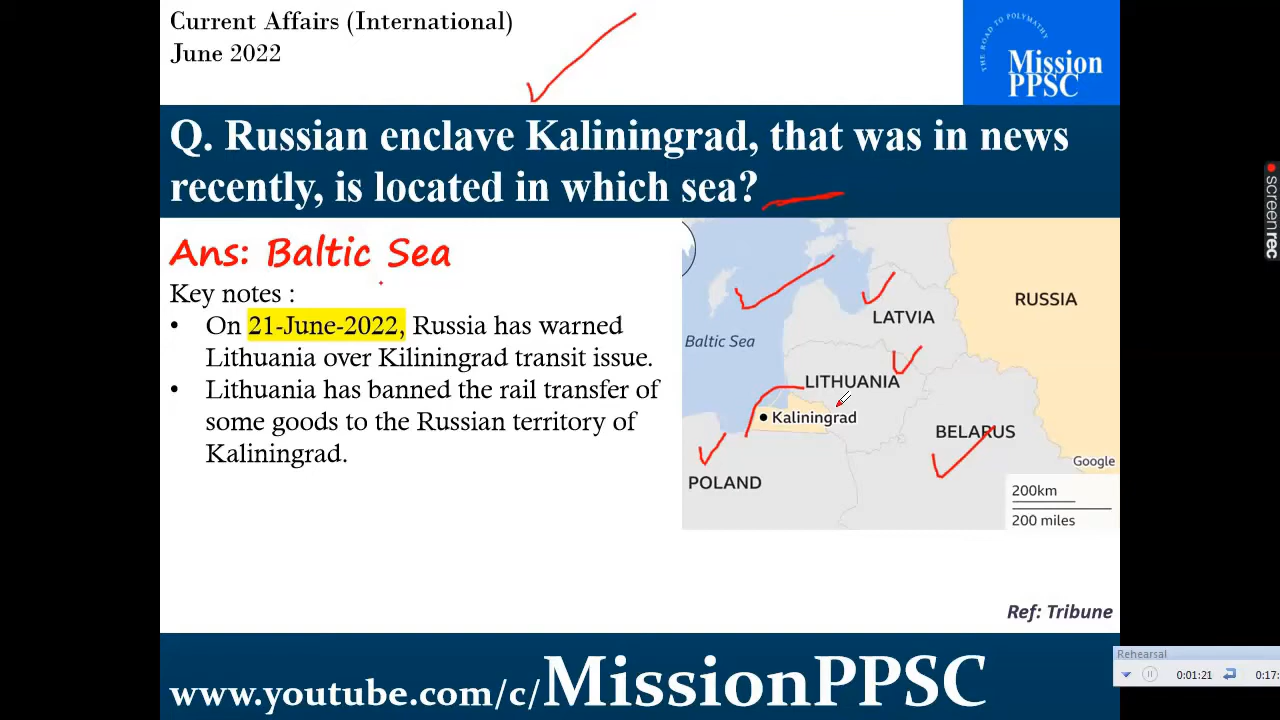 Current Affairs (International)
June 2022
THE ROAD TO POLYMATHY
Mission
PPSC
Q. Russian enclave Kaliningrad, that was in news
recently, is located in which sea?
Ans: Baltic Sea
Key notes :
• On 21-June-2022, Russia has warned
Lithuania over Kiliningrad transit issue.
• Lithuania has banned the rail transfer of
some goods to the Russian territory of
Kaliningrad.
RUSSIA
LATVIA
Baltic Sea
LITHUANIA
Kaliningrad
BELARUS
Google
POLAND
200km
200 miles
Ref: Tribune
www.youtube.com/c/MissionPPSC
screenrec
Rehearsal
0:01:21
0:17: